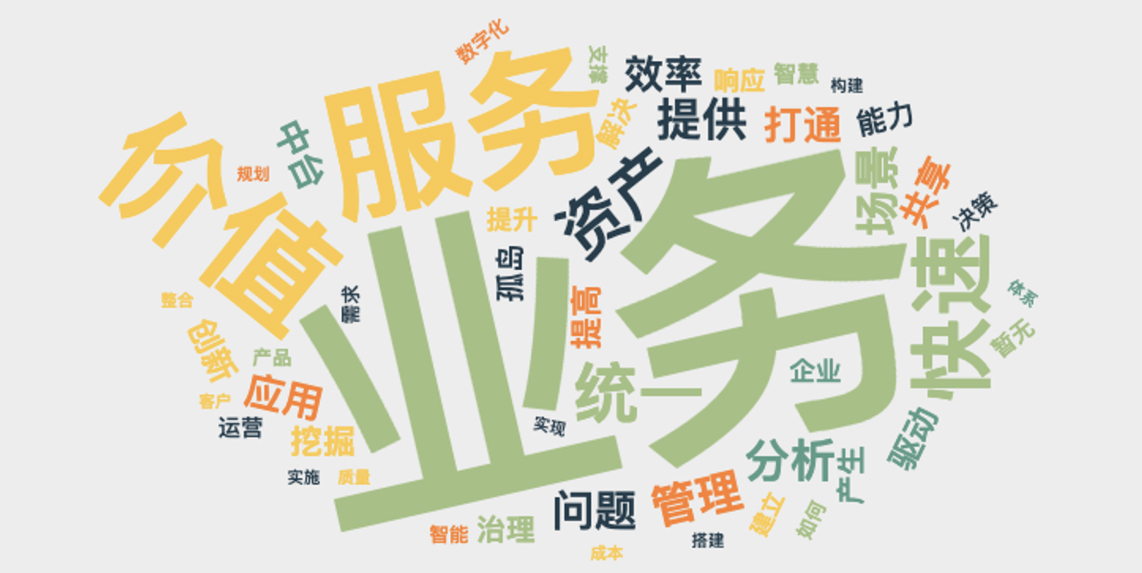 数字化
支撑
效率
响应
智慧
构建
服务
解决
提供
打通
能力
价值
中台
规划
资产
场景
共享
决策
提升
业务
孤岛
需求
提高
快速
体系
暂无
整合
创新
产品
客户
应用
运营
挖掘
统一
企业
实现
驱动
实施
质量
分析
产生
问题
管理
建立
如何
智能
治理
搭建
成本